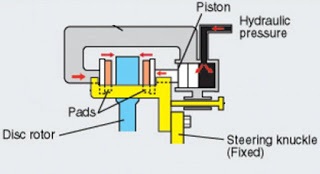 Piston
Hydraulic
pressure
Pads
Disc rotor
Steering knuckle
(Fixed)